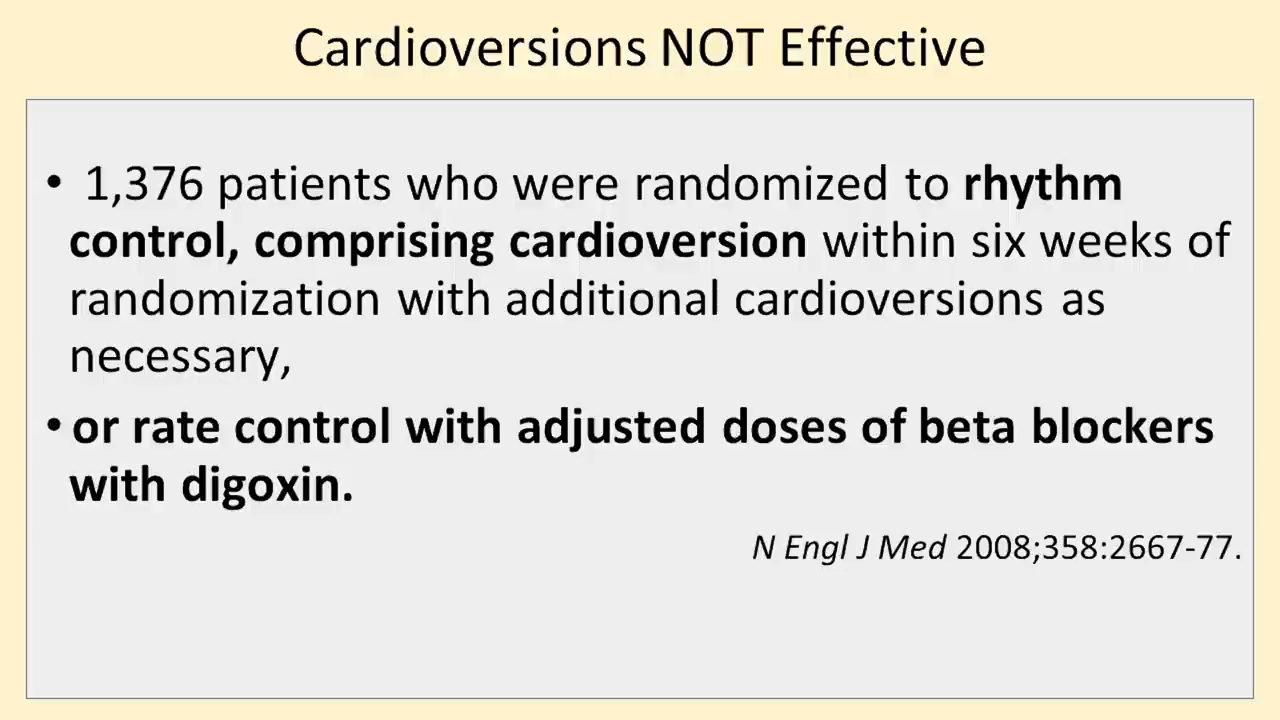 Cardioversions NOT Effective
• 1,376 patients who were randomized to rhythm
control, comprising cardioversion within six weeks of
randomization with additional cardioversions as
necessary,
• or rate control with adjusted doses of beta blockers
with digoxin.
N Engl J Med 2008;358:2667-77.